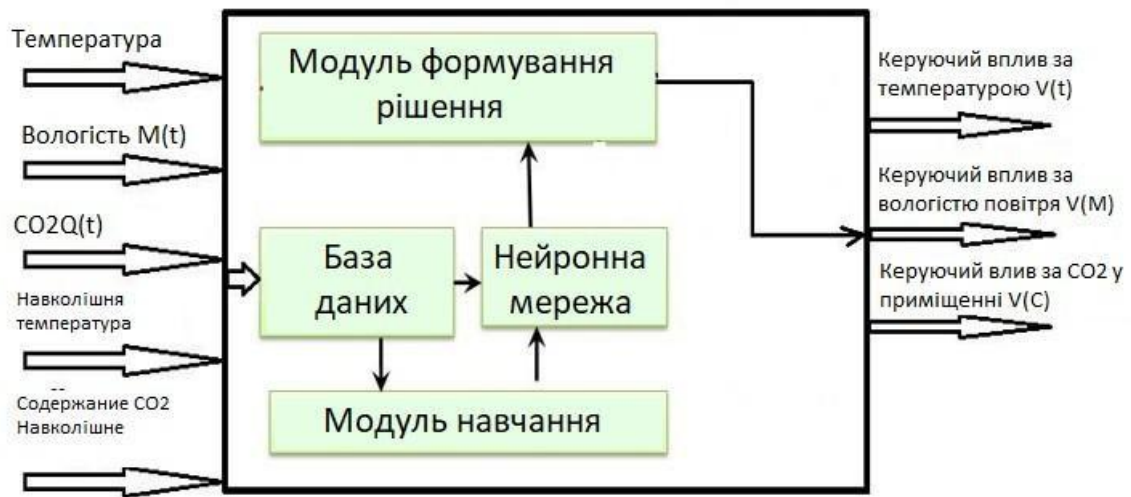 Температура
Вологість M(t)
CO2Q(t)
Навколішня
температура
Содержание CO2
Навколішне
Модуль формування
рішення
База
даних
Нейронна
мережа
Модуль навчання
Керуючий вплив за
температурою V(t)
Керуючий вплив за
вологістю повітря V(M)
Керуючий влив за CO2 у
приміщенні V(C)